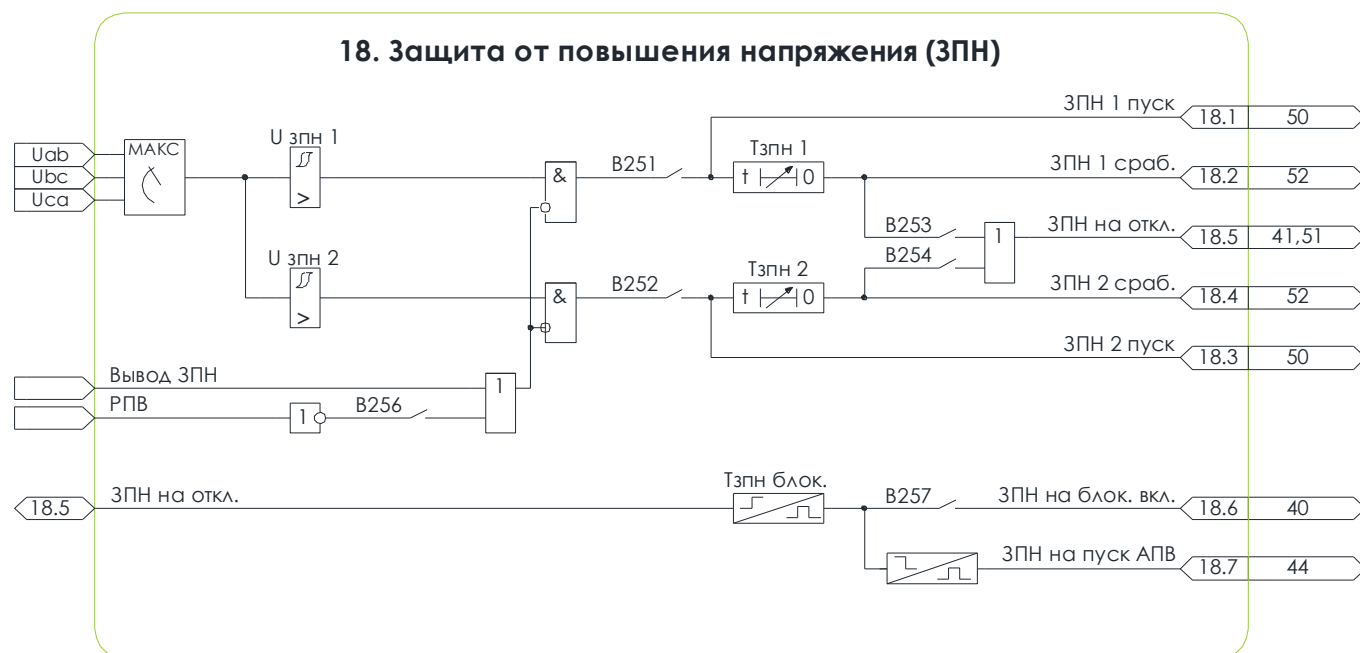 18. Защита от повышения напряжения (ЗПН)
ЗПН 1 пуск
18.1
50
Uab
Ubc
Uca
МАКС
U зпн 1
>
&
В251
Тзпн 1
t
0
ЗПН 1 сраб.
18.2
52
В253
В254
1
ЗПН на откл.
18.5
41,51
U зпн 2
>
&
В252
Тзпн 2
t
0
ЗПН 2 сраб.
18.4
52
ЗПН 2 пуск
18.3
50
Вывод ЗПН
РПВ
1
В256
1
18.5
ЗПН на откл.
Тзпн блок.
В257
ЗПН на блок. вкл.
18.6
40
ЗПН на пуск АПВ
18.7
44